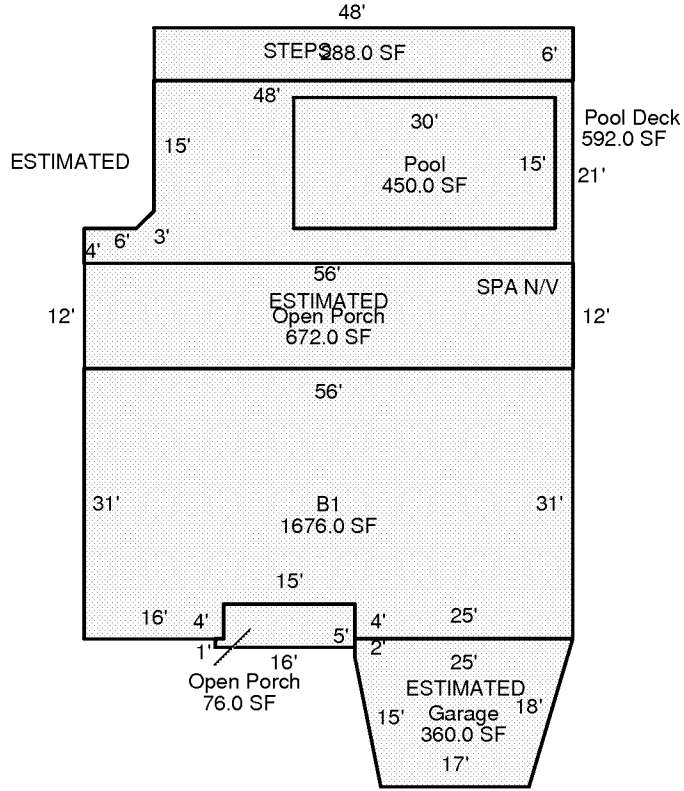 48'
STEPS
288.0 SF
6'
48'
30'
Pool Deck
592.0 SF
15'
ESTIMATED
Pool
450.0 SF
15'
21'
6'
3'
4'
56'
SPA N/V
ESTIMATED
Open Porch
672.0 SF
12'
12'
56'
31'
B1
1676.0 SF
31'
15'
16'
4'
4'
25'
5'
1'
2'
16'
25'
Open Porch
76.0 SF
ESTIMATED
Garage
360.0 SF
15'
18'
17'